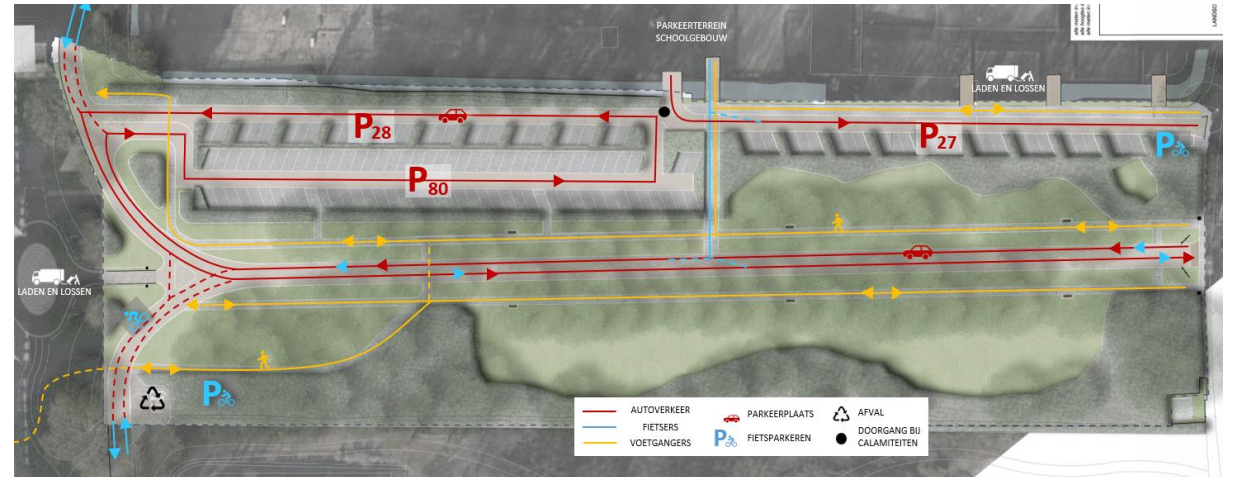 PARKEERTERREIN
SCHOOLGEBOUW
LANDSC
LADEN EN LOSSEN
P28
P27
P
P80
LADEN EN LOSSEN
P
AUTOVERKEER
FIETSERS
VOETGANGERS
PARKEERPLAATS
P FIETSPARKEREN
AFVAL
DOORGANG BIJ
CALAMITEITEN